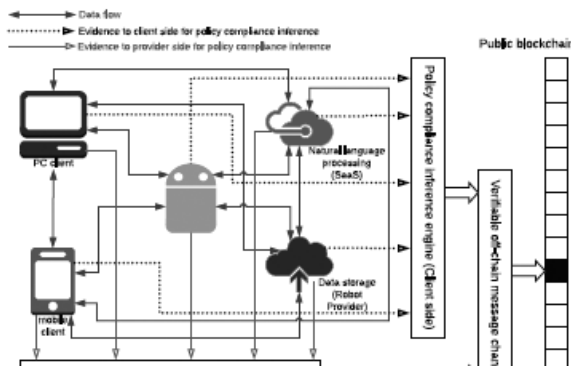 Data flow
Evidence to client side for policy compliance inference
Evidence to provider side for policy compliance inference
Public blockchain
PC client
Natural language
processing
(SaaS)
Policy compliance inference engine (Client side)
Verifiable off-chain message chan
Data storage
(Robot
Provider)
mobile
client